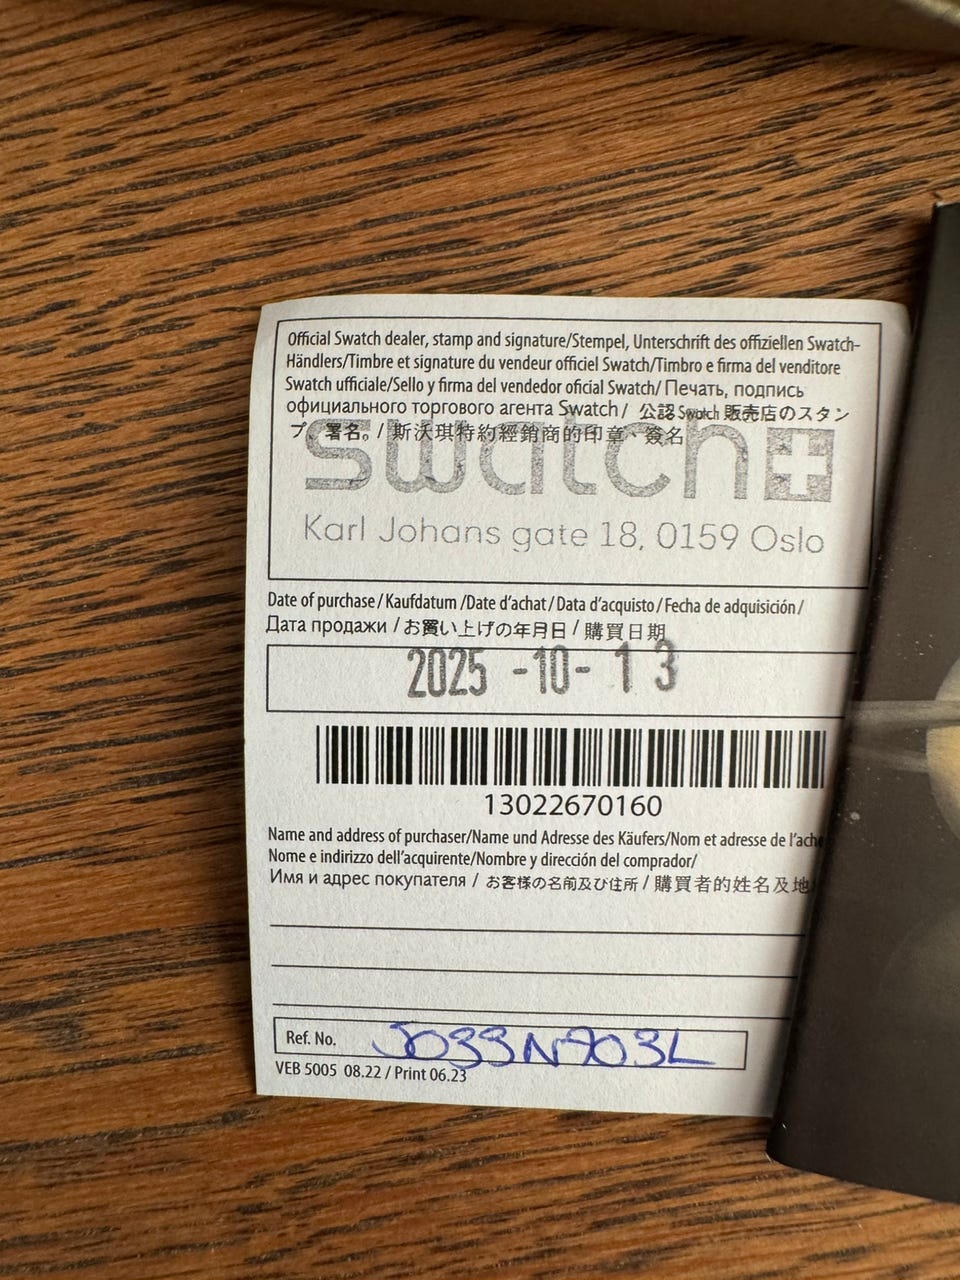 Official Swatch dealer, stamp and signature/Stempel, Unterschrift des offiziellen Swatch-
Händlers/Timbre et signature du vendeur officiel Swatch/Timbro e firma del venditore
Swatch ufficiale/Sello y firma del vendedor oficial Swatch/ Печать, подпись
официального торгового агента Swatch / 公認 Swatch 販売店のスタン
プ、署名。/ 斯沃琪特約經銷商的印章、簽名
swatch
Karl Johans gate 18, 0159 Oslo
Date of purchase / Kaufdatum /Date d'achat / Data d'acquisto / Fecha de adquisición /
Дата продажи / お買い上げの年月日 / 購買日期
2025 -10- 1 3
13022670160
Name and address of purchaser/Name und Adresse des Käufers/Nom et adresse de l'ache
Nome e indirizzo dell'acquirente/Nombre y dirección del comprador/
Имя и адрес покупателя / お客様の名前及び住所 / 購買者的姓名及地
Ref. No.
VEB 5005 08.22 / Print 06.23